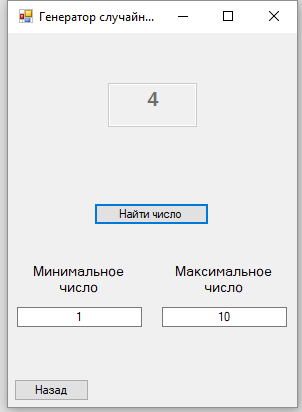 Генератор случайн...
4
Найти число
Минимальное
число
Максимальное
число
1
10
Назад